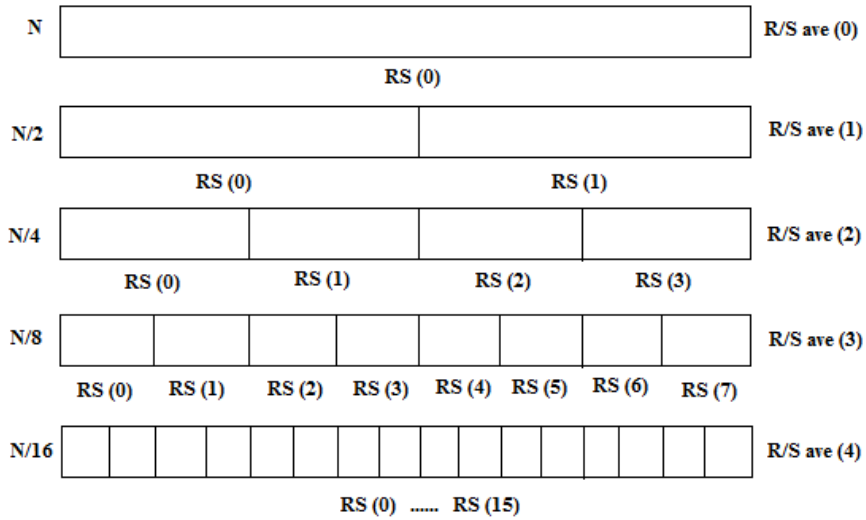 N R/S ave (0)
RS (0)
N/2 R/S ave (1)
RS (0) RS (1)
N/4 R/S ave (2)
RS (0) RS (1) RS (2) RS (3)
N/8 R/S ave (3)
RS (0) RS (1) RS (2) RS (3) RS (4) RS (5) RS (6) RS (7)
N/16 R/S ave (4)
RS (0) ...... RS (15)